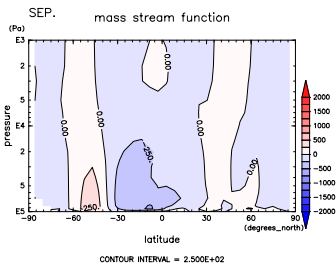 SEP.
mass stream function
(Pa)
E3
2
5
E4
2
5
E5
pressure
0.00
0.00
0.00
0.00
0.00
-250.
-250.
-90
-60
-30
0
30
60
90
(degrees_north)
latitude
2000
1500
1000
500
0
-500
-1000
-1500
-2000
CONTOUR INTERVAL = 2.500E+02